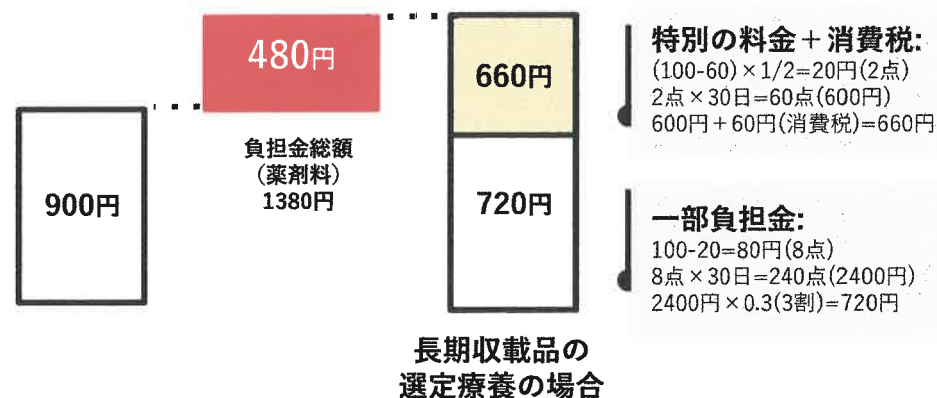 900円
480円
負担金総額
（薬剤料）
1380円
660円
720円
長期収載品の
選定療養の場合
特別の料金＋消費税:
(100-60)×1/2=20円(2点)
2点×30日=60点(600円)
600円＋60円(消費税)=660円
一部負担金:
100-20=80円(8点)
8点×30日=240点(2400円)
2400円×0.3(3割)=720円